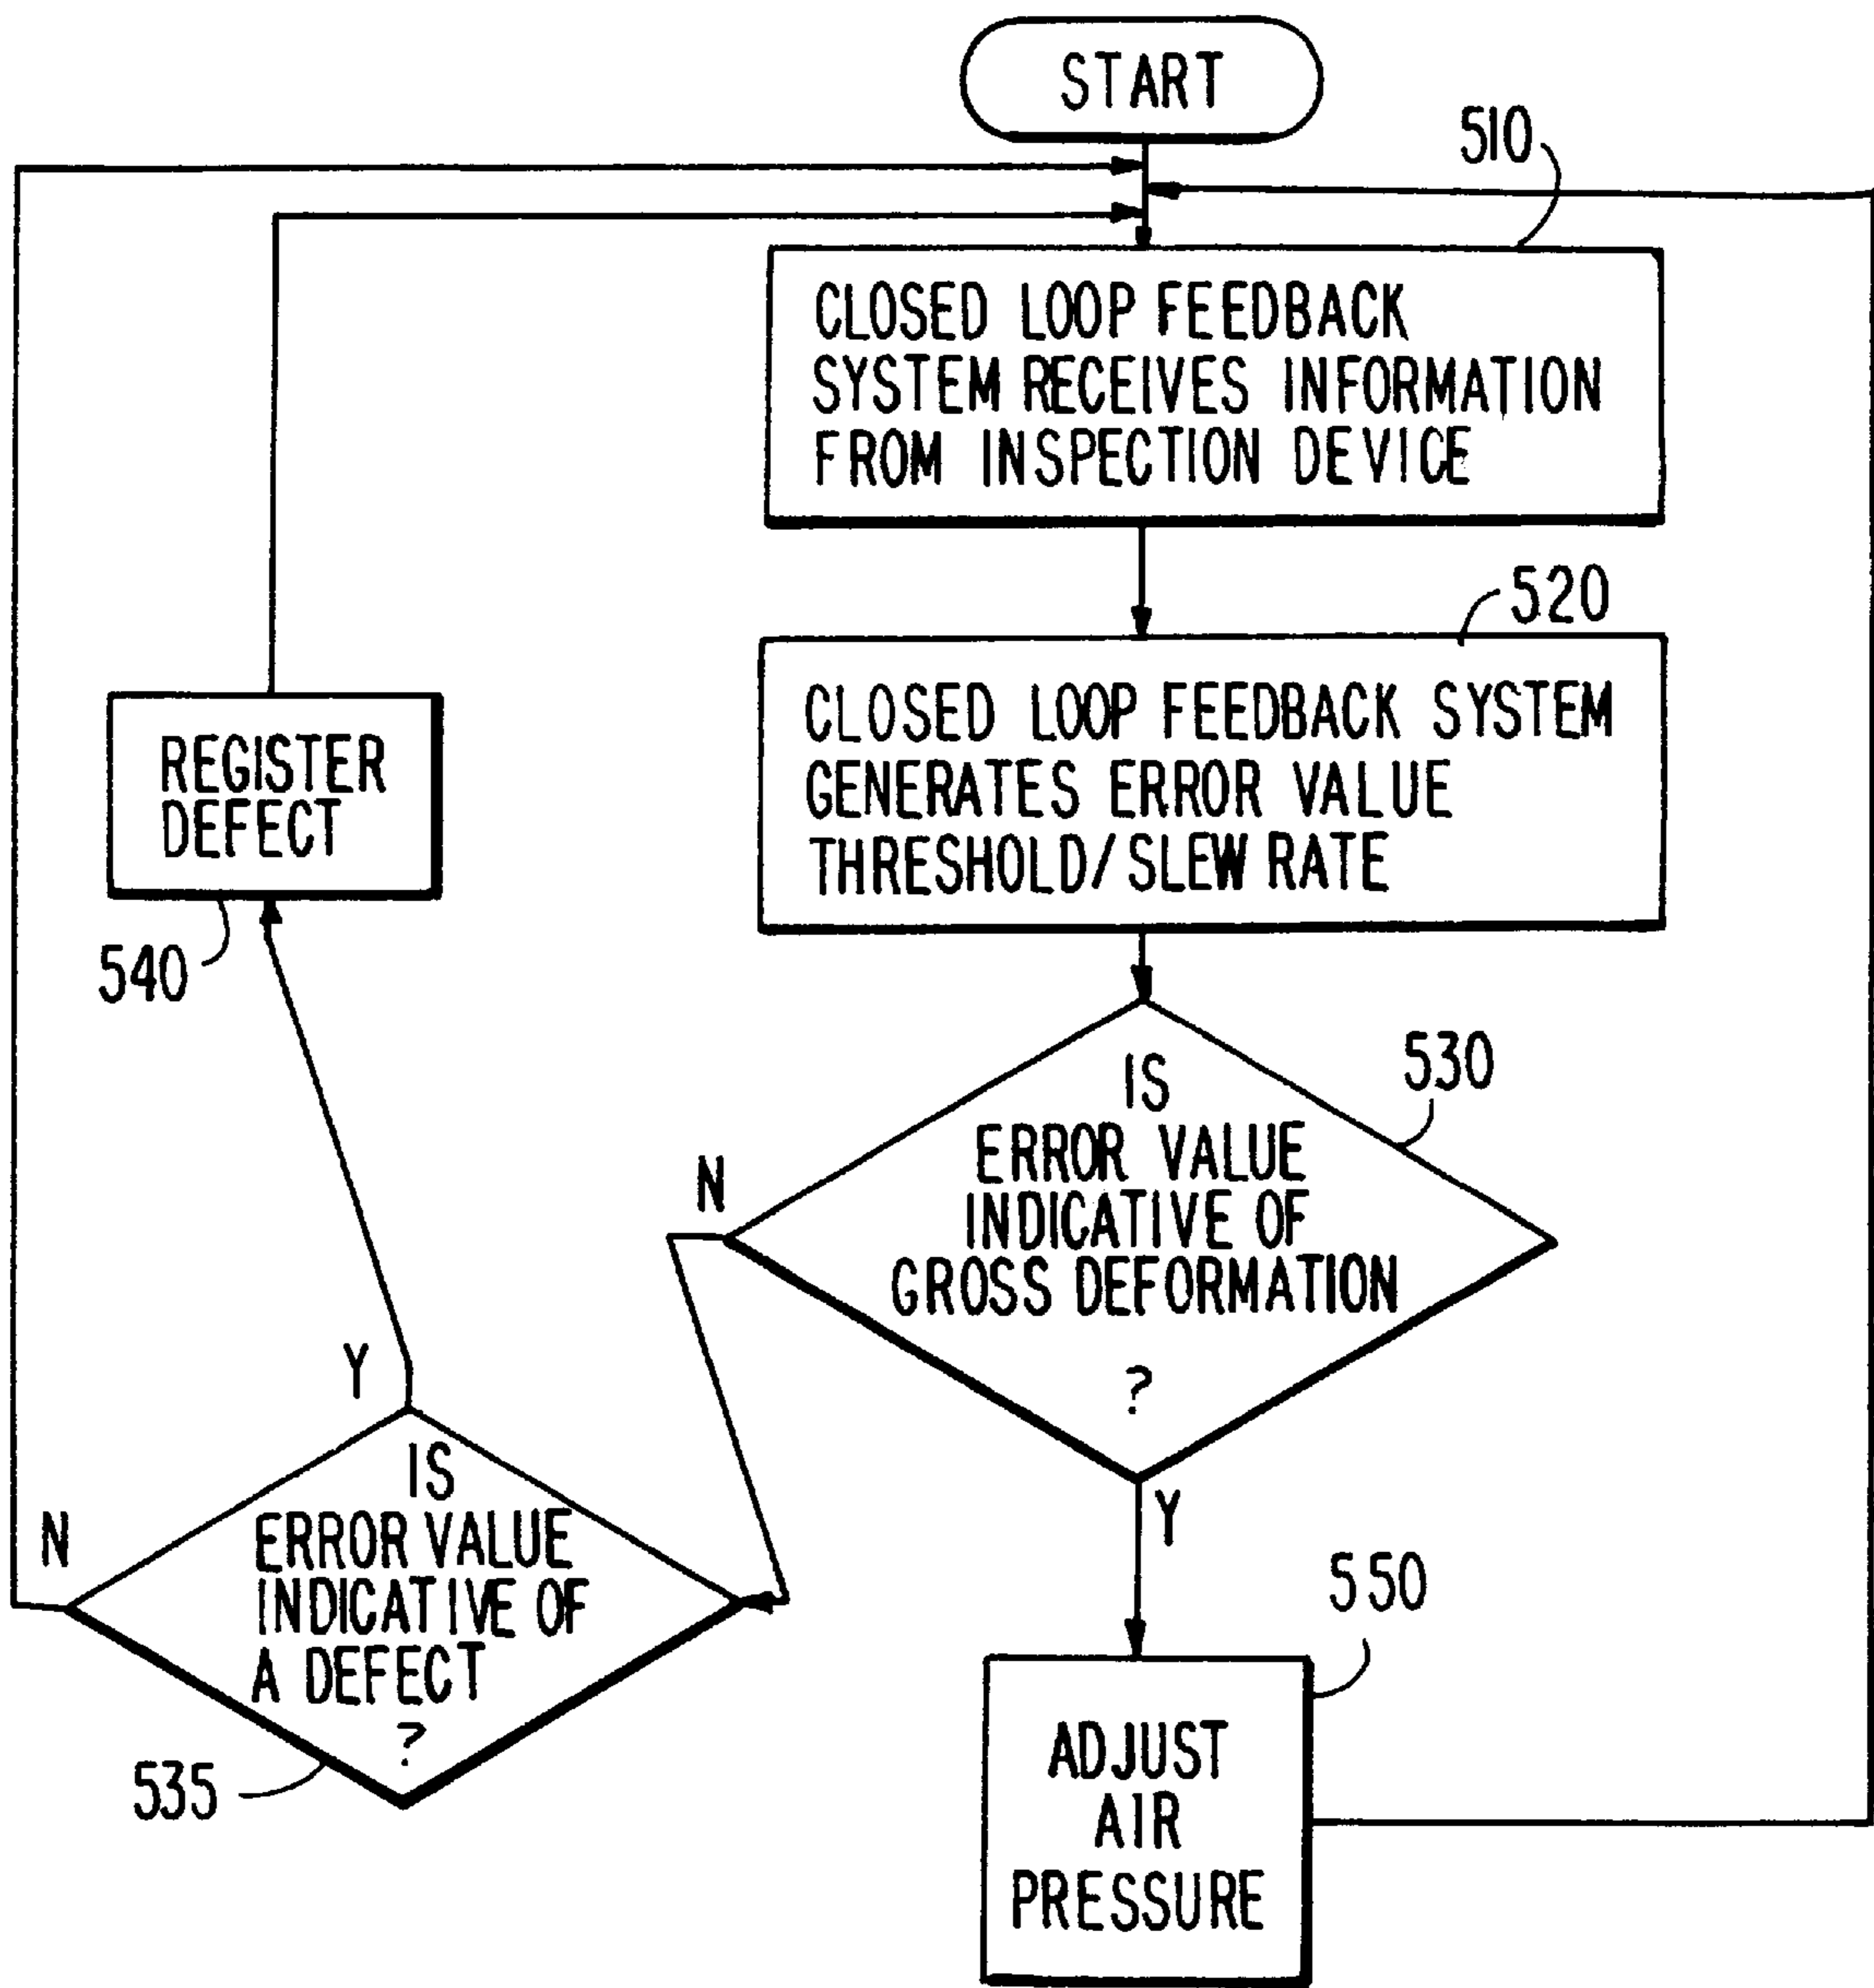 START
510
CLOSED LOOP FEEDBACK
SYSTEM RECEIVES INFORMATION
FROM INSPECTION DEVICE
520
CLOSED LOOP FEEDBACK SYSTEM
GENERATES ERROR VALUE
THRESHOLD/SLEW RATE
REGISTER
DEFECT
540
530
IS
ERROR VALUE
INDICATIVE OF
GROSS DEFORMATION
?
N
Y
Y
N
IS
ERROR VALUE
INDICATIVE OF
A DEFECT
?
535
550
ADJUST
AIR
PRESSURE